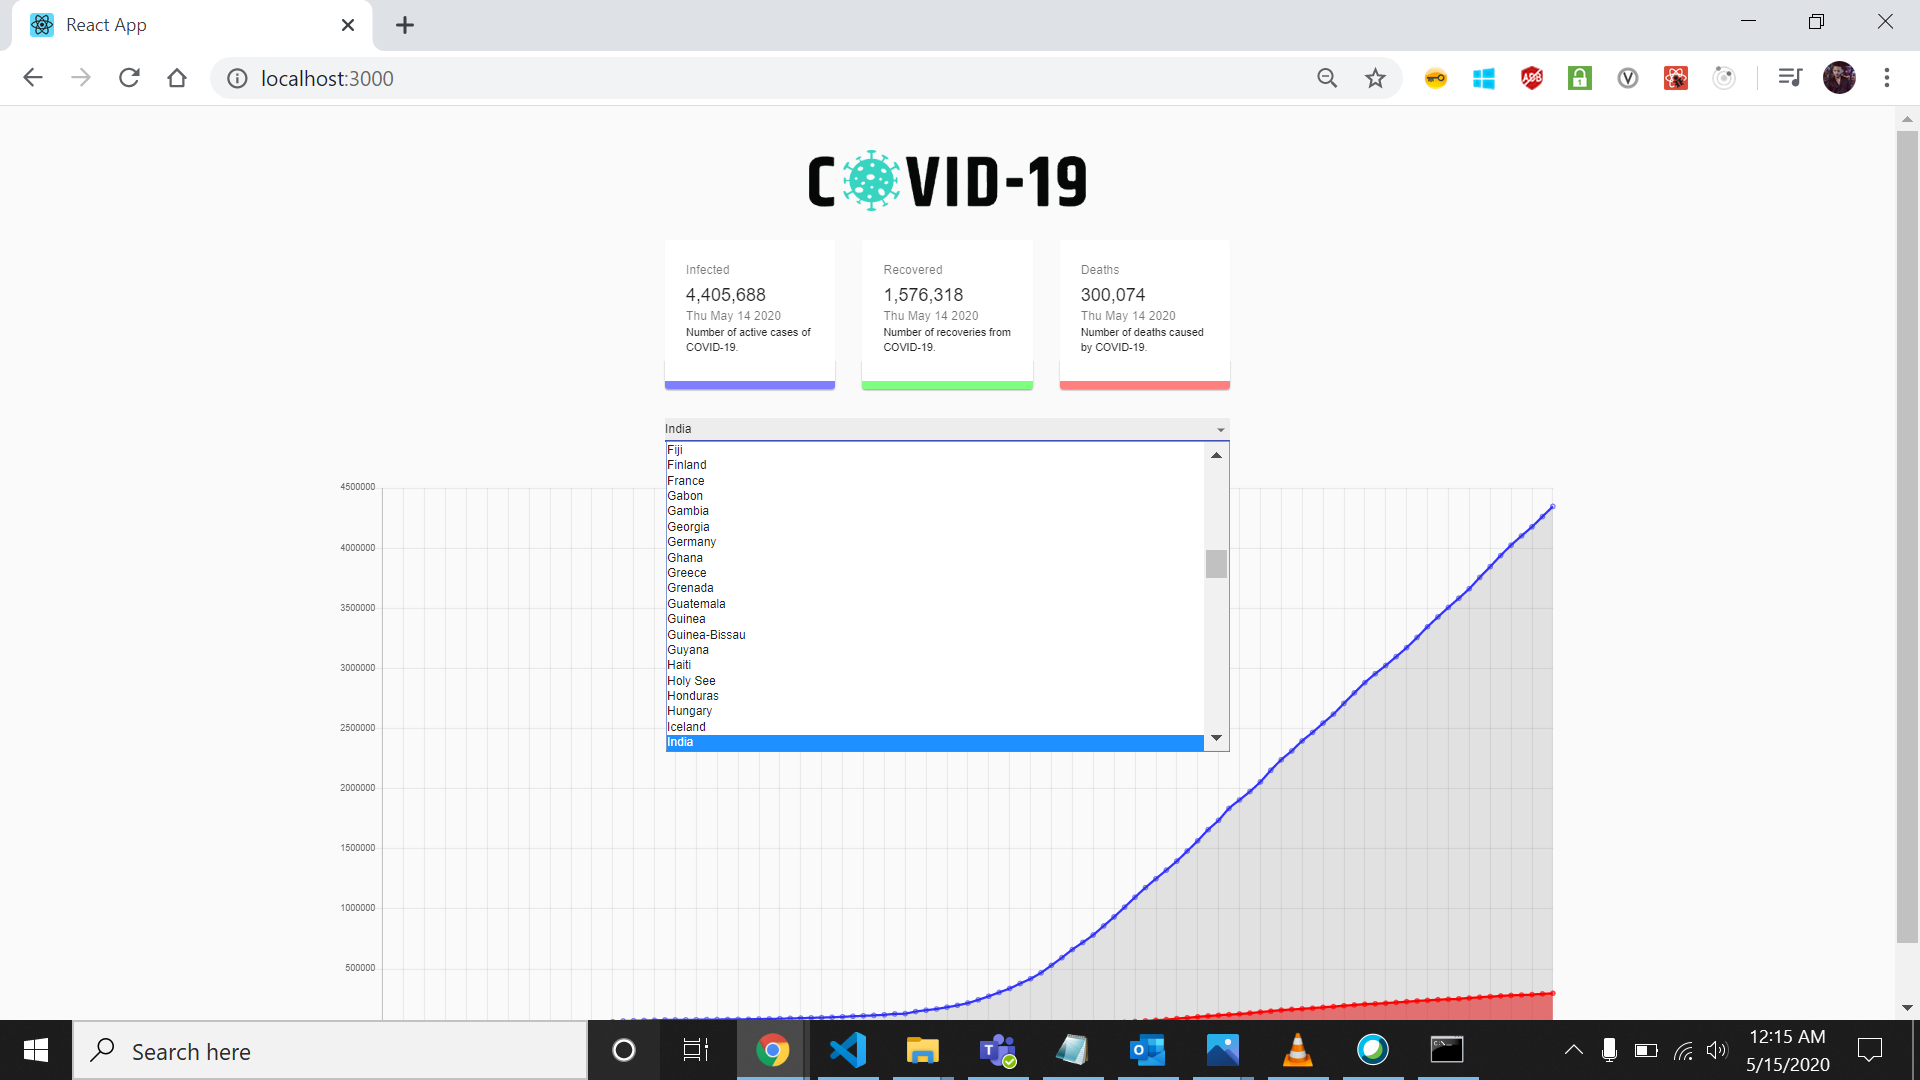 React App
localhost:3000
COVID-19
Infected
4,405,688
Thu May 14 2020
Number of active cases of
COVID-19.
Recovered
1,576,318
Thu May 14 2020
Number of recoveries from
COVID-19.
Deaths
300,074
Thu May 14 2020
Number of deaths caused
by COVID-19.
India
Fiji
Finland
France
Gabon
Gambia
Georgia
Germany
Ghana
Greece
Grenada
Guatemala
Guinea
Guinea-Bissau
Guyana
Haiti
Holy See
Honduras
Hungary
Iceland
India
4500000
4000000
3500000
3000000
2500000
2000000
1500000
1000000
500000
Search here
12:15 AM
5/15/2020